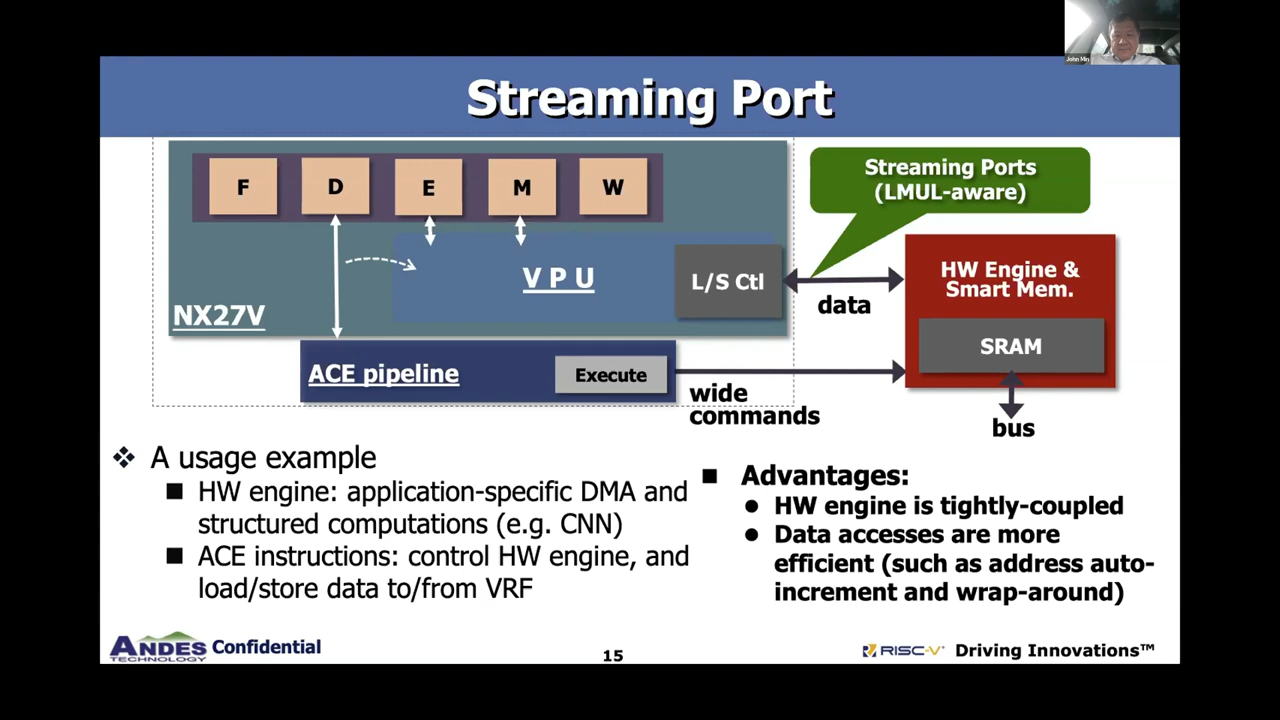 John Min
Streaming Port
F
D
E
M
W
Streaming Ports
(LMUL-aware)
V P U
L/S Ctl
data
HW Engine &
Smart Mem.
NX27V
SRAM
ACE pipeline
Execute
wide
commands
bus
❖ A usage example
■ HW engine: application-specific DMA and
structured computations (e.g. CNN)
■ ACE instructions: control HW engine, and
load/store data to/from VRF
■ Advantages:
● HW engine is tightly-coupled
● Data accesses are more
efficient (such as address auto-
increment and wrap-around)
ANDES
TECHNOLOGY
Confidential
15
RISC-V
Driving Innovations™